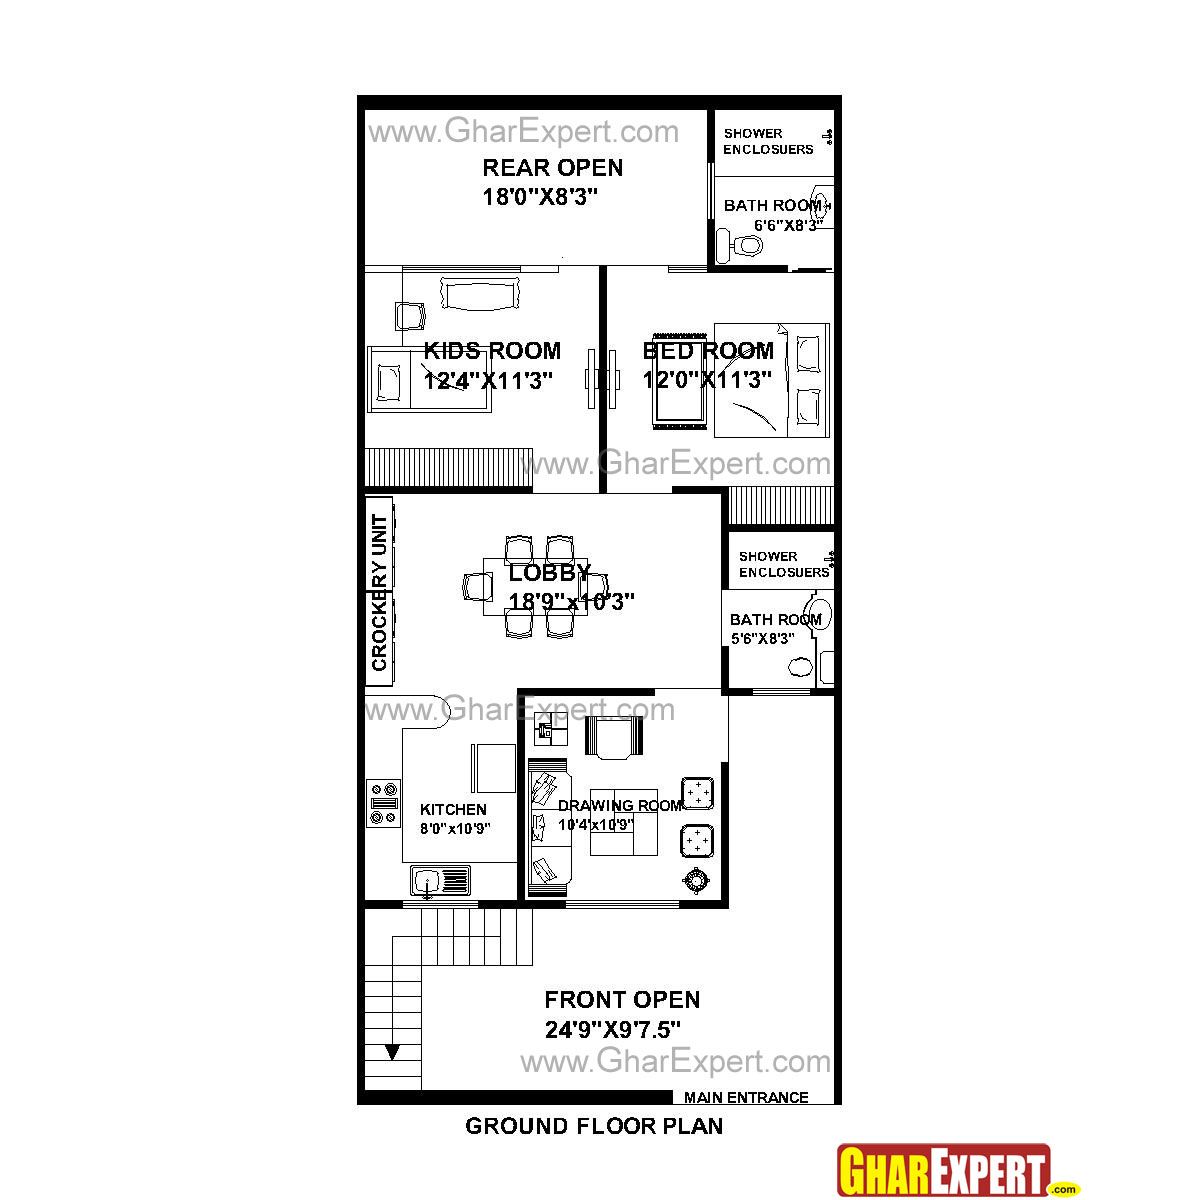 www.GharExpert.com
REAR OPEN
18'0"X8'3"
SHOWER
ENCLOSUERS
BATH ROOM
6'6"X8'3"
KIDS ROOM
12'4"X11'3"
BED ROOM
12'0"X11'3"
www.GharExpert.com
CROCKERY UNIT
LOBBY
18'9"x10'3"
SHOWER
ENCLOSUERS
BATH ROOM
5'6"X8'3"
www.GharExpert.com
KITCHEN
8'0"x10'9"
DRAWING ROOM
10'4'x10'9"
FRONT OPEN
24'9"X9'7.5"
www.GharExpert.com
MAIN ENTRANCE
GROUND FLOOR PLAN
GHAREXPERT.com